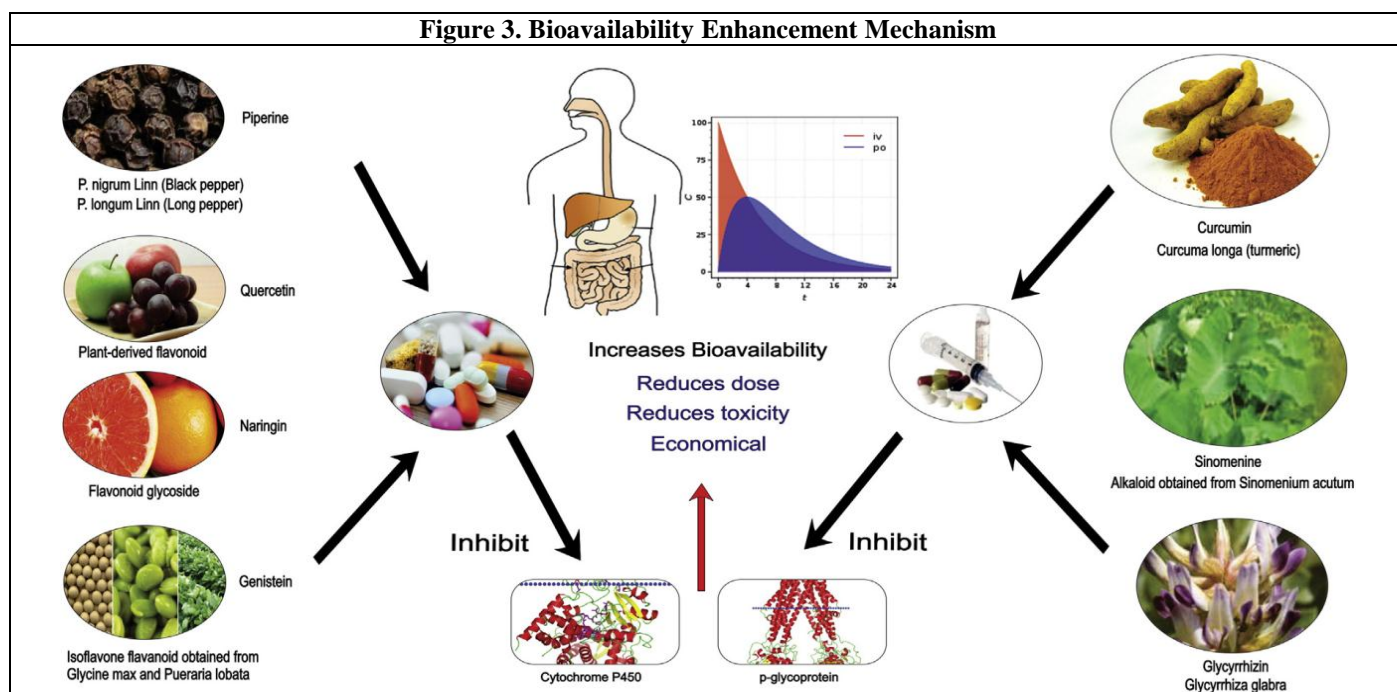 Figure 3. Bioavailability Enhancement Mechanism
Piperine
P. nigrum Linn (Black pepper)
P. longum Linn (Long pepper)
Quercetin
Plant-derived flavonoid
Naringin
Flavonoid glycoside
Genistein
Isoflavone flavanoid obtained from
Glycine max and Pueraria lobata
100
75
50
25
0
C
iv
po
0 4 8 12 16 20 24
t
Increases Bioavailability
Reduces dose
Reduces toxicity
Economical
Inhibit
Inhibit
Cytochrome P450
p-glycoprotein
Curcumin
Curcuma longa (turmeric)
Sinomenine
Alkaloid obtained from Sinomenium acutum
Glycyrrhizin
Glycyrrhiza glabra